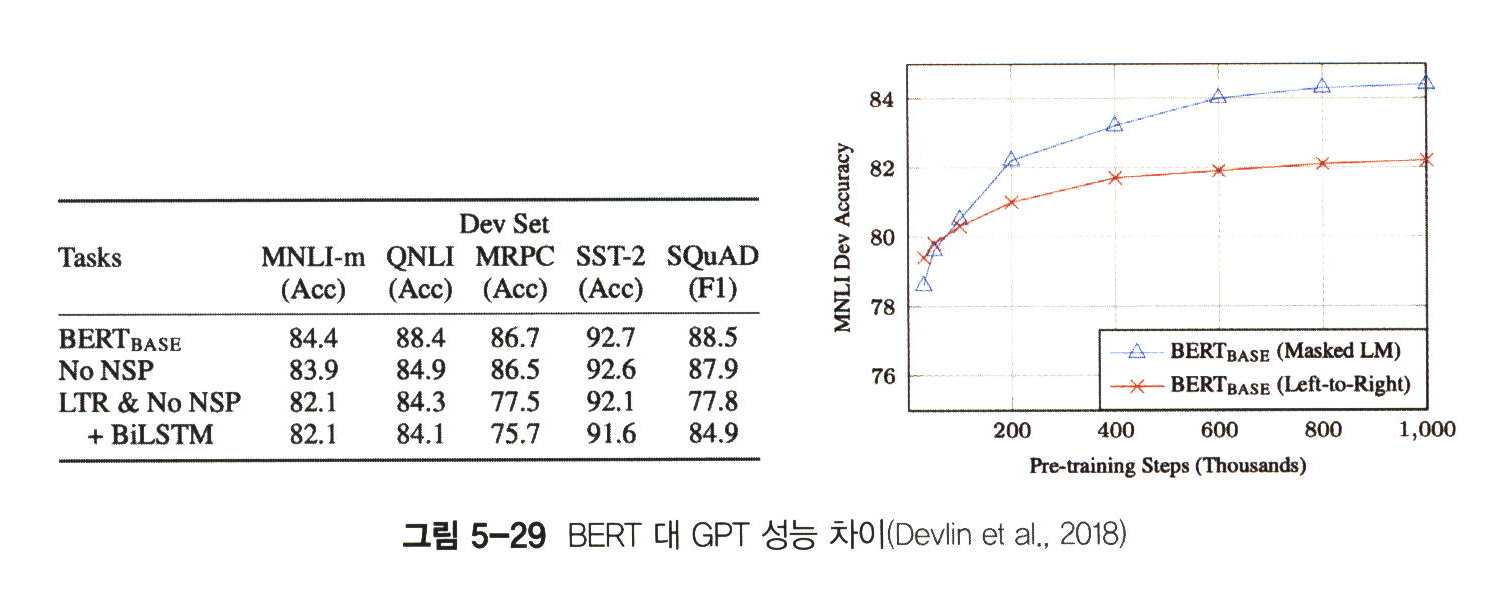 Dev Set
Tasks MNLI-m QNLI MRPC SST-2 SQuAD
(Acc) (Acc) (Acc) (Acc) (F1)
BERTBASE 84.4 88.4 86.7 92.7 88.5
No NSP 83.9 84.9 86.5 92.6 87.9
LTR & No NSP 82.1 84.3 77.5 92.1 77.8
+ BiLSTM 82.1 84.1 75.7 91.6 84.9
MNLI Dev Accuracy
84
82
80
78
76
BERTBASE (Masked LM)
BERTBASE (Left-to-Right)
200 400 600 800 1,000
Pre-training Steps (Thousands)
그림 5-29 BERT 대 GPT 성능 차이(Devlin et al., 2018)